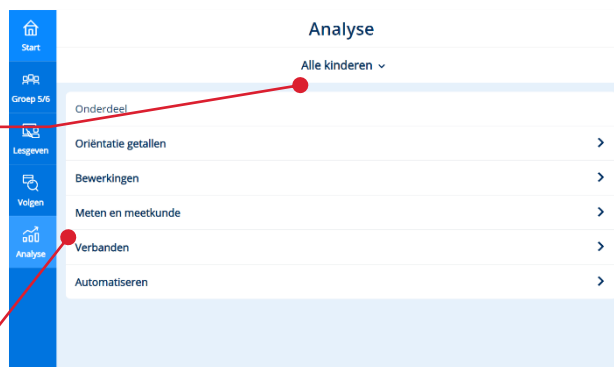 Analyse
Alle kinderen
Start
Groep 5/6
Lesgeven
Volgen
Analyse
Onderdeel
Oriëntatie getallen
Bewerkingen
Meten en meetkunde
Verbanden
Automatiseren